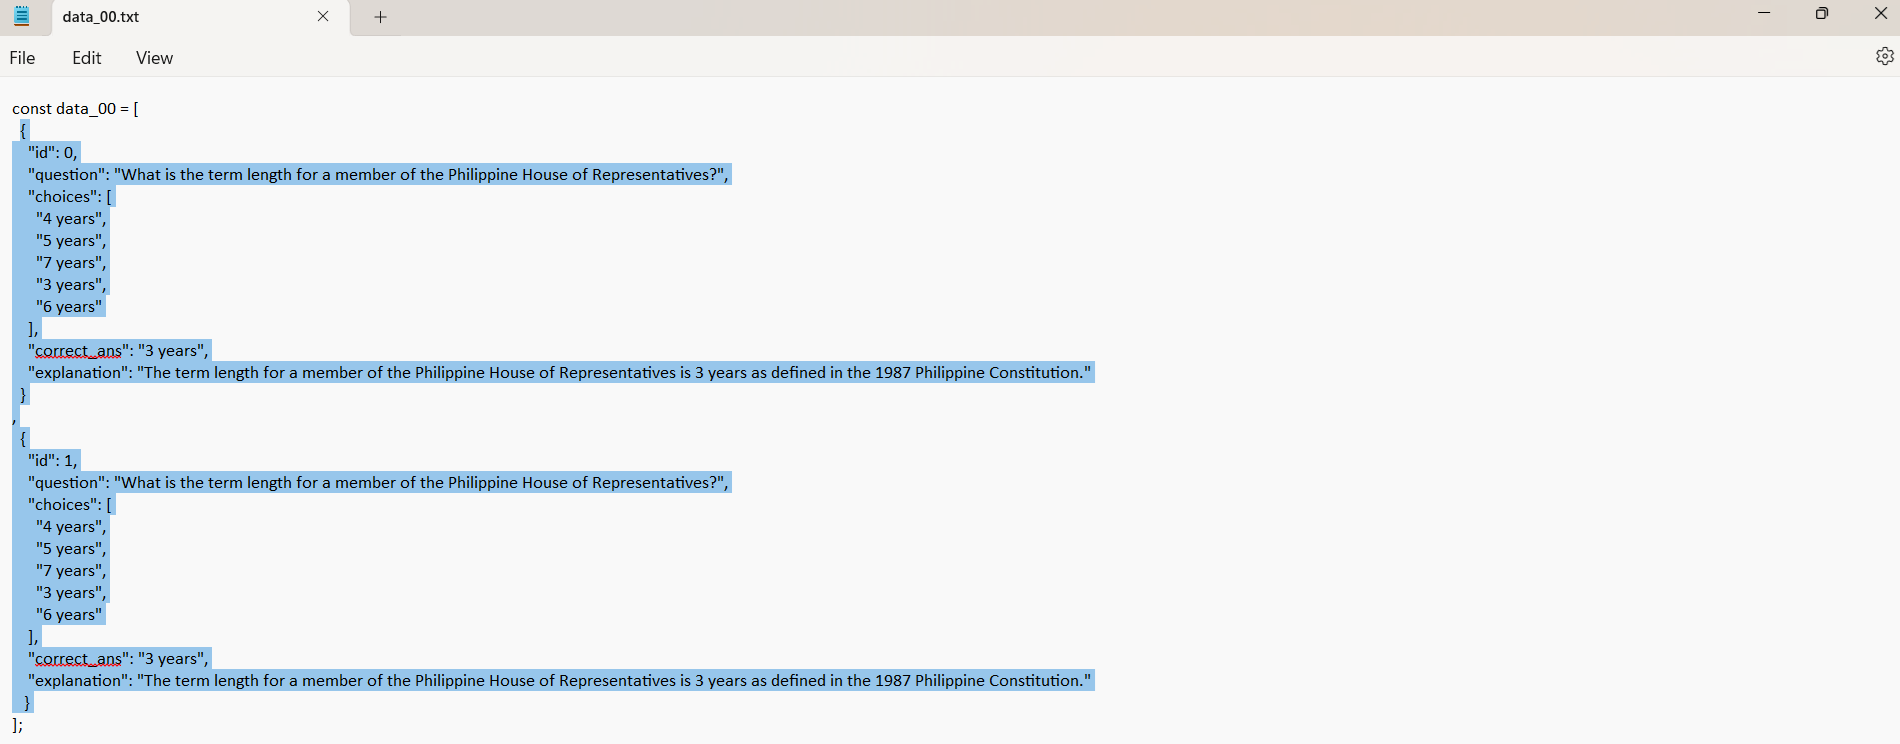 data_00.txt
File Edit View
const data_00 = [
{
"id": 0,
"question": "What is the term length for a member of the Philippine House of Representatives?",
"choices": [
"4 years",
"5 years",
"7 years",
"3 years",
"6 years"
],
"correct_ans": "3 years",
"explanation": "The term length for a member of the Philippine House of Representatives is 3 years as defined in the 1987 Philippine Constitution."
}
,
{
"id": 1,
"question": "What is the term length for a member of the Philippine House of Representatives?",
"choices": [
"4 years",
"5 years",
"7 years",
"3 years",
"6 years"
],
"correct_ans": "3 years",
"explanation": "The term length for a member of the Philippine House of Representatives is 3 years as defined in the 1987 Philippine Constitution."
}
];